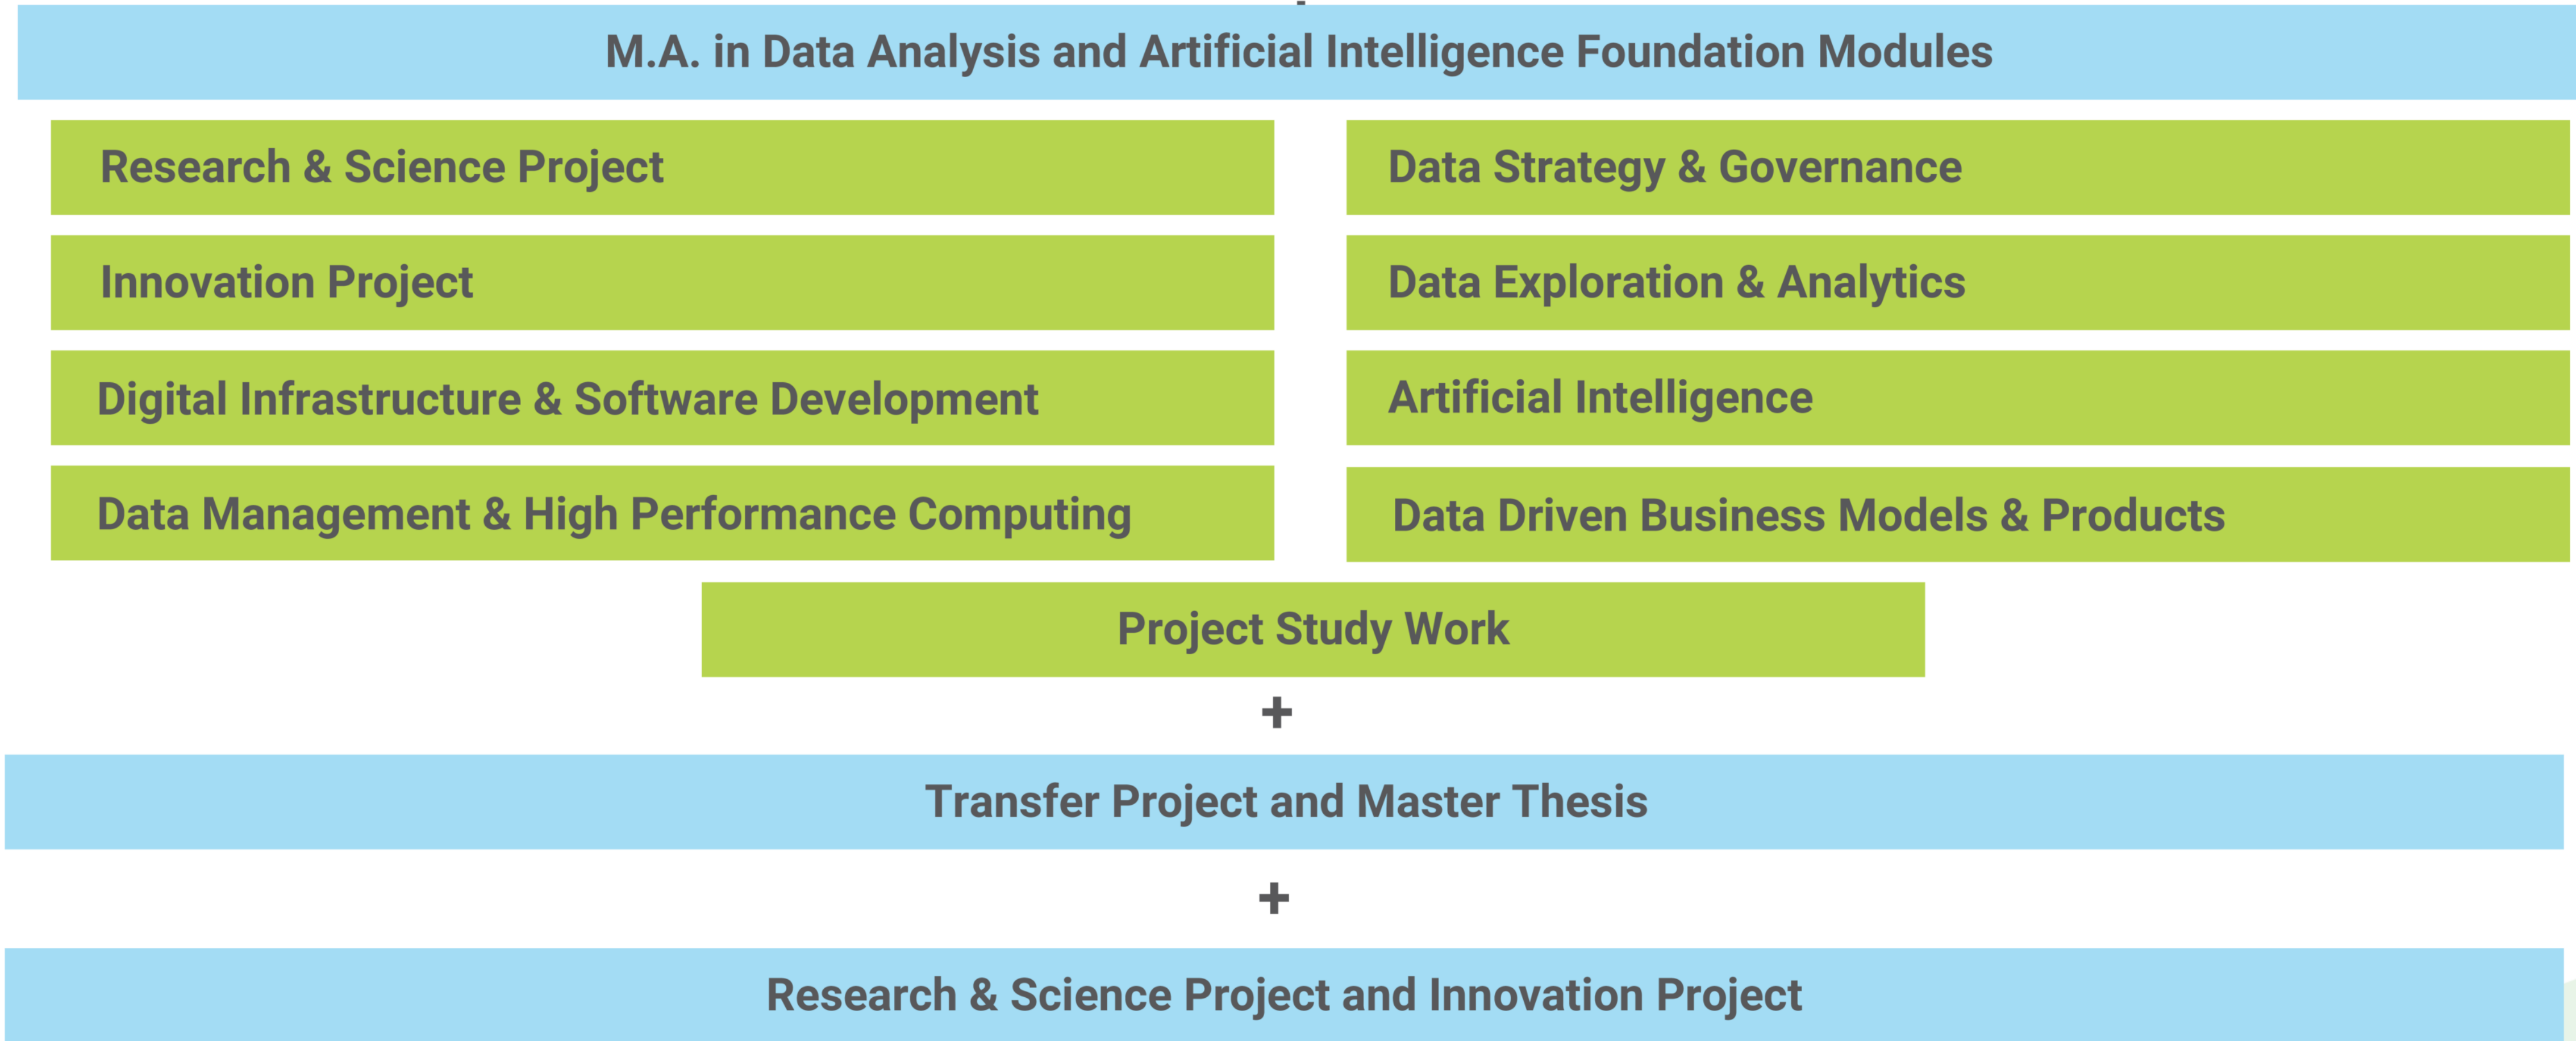 M.A. in Data Analysis and Artificial Intelligence Foundation Modules
Research & Science Project
Data Strategy & Governance
Innovation Project
Data Exploration & Analytics
Digital Infrastructure & Software Development
Artificial Intelligence
Data Management & High Performance Computing
Data Driven Business Models & Products
Project Study Work
+
Transfer Project and Master Thesis
+
Research & Science Project and Innovation Project